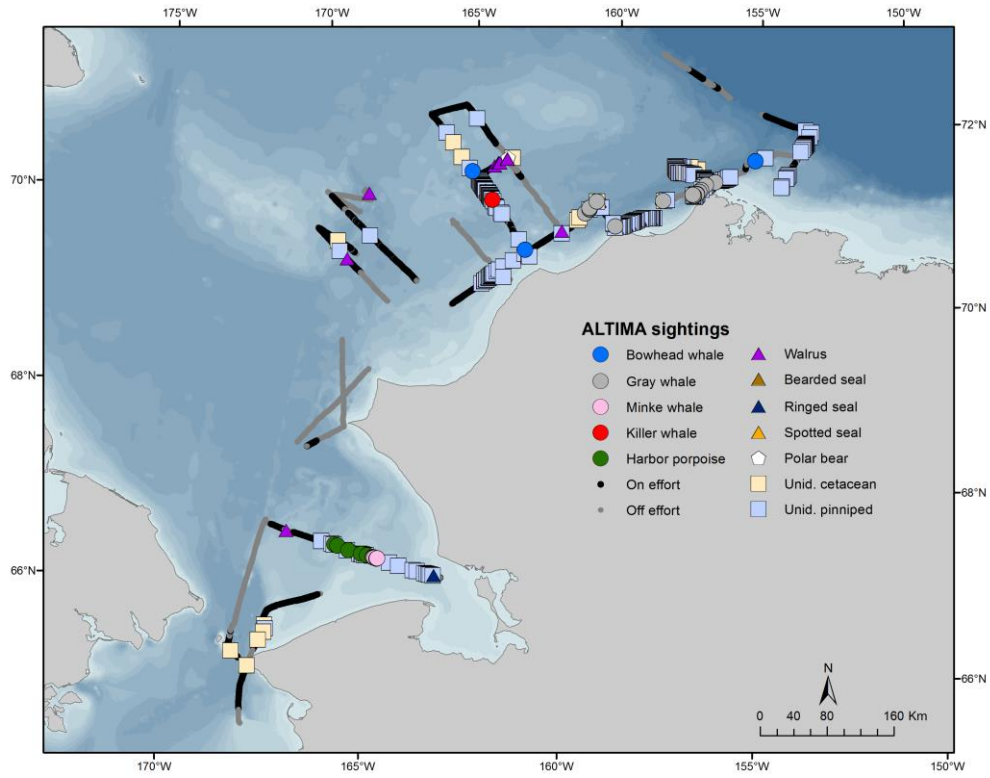 175°W 170°W 165°W 160°W 155°W 150°W
72°N
70°N
70°N
ALTIMA sightings
Bowhead whale Walrus
68°N
Gray whale Bearded seal
Minke whale Ringed seal
Killer whale Spotted seal
Harbor porpoise Polar bear
On effort Unid. cetacean
68°N
Off effort Unid. pinniped
66°N
66°N
N
0 40 80 160 Km
170°W 165°W 160°W 155°W 150°W